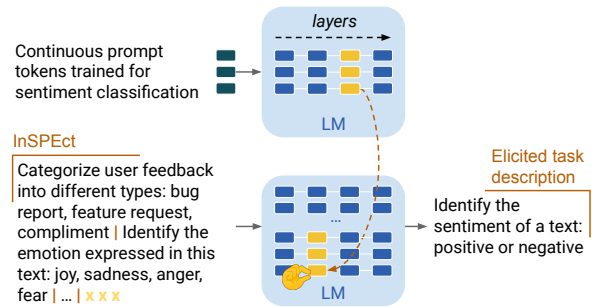 layers
Continuous prompt
tokens trained for
sentiment classification
LM
InSPEct
Categorize user feedback
into different types: bug
report, feature request,
compliment | Identify the
emotion expressed in this
text: joy, sadness, anger,
fear | ... | x x x
...
LM
Elicited task
description
Identify the
sentiment of a text:
positive or negative